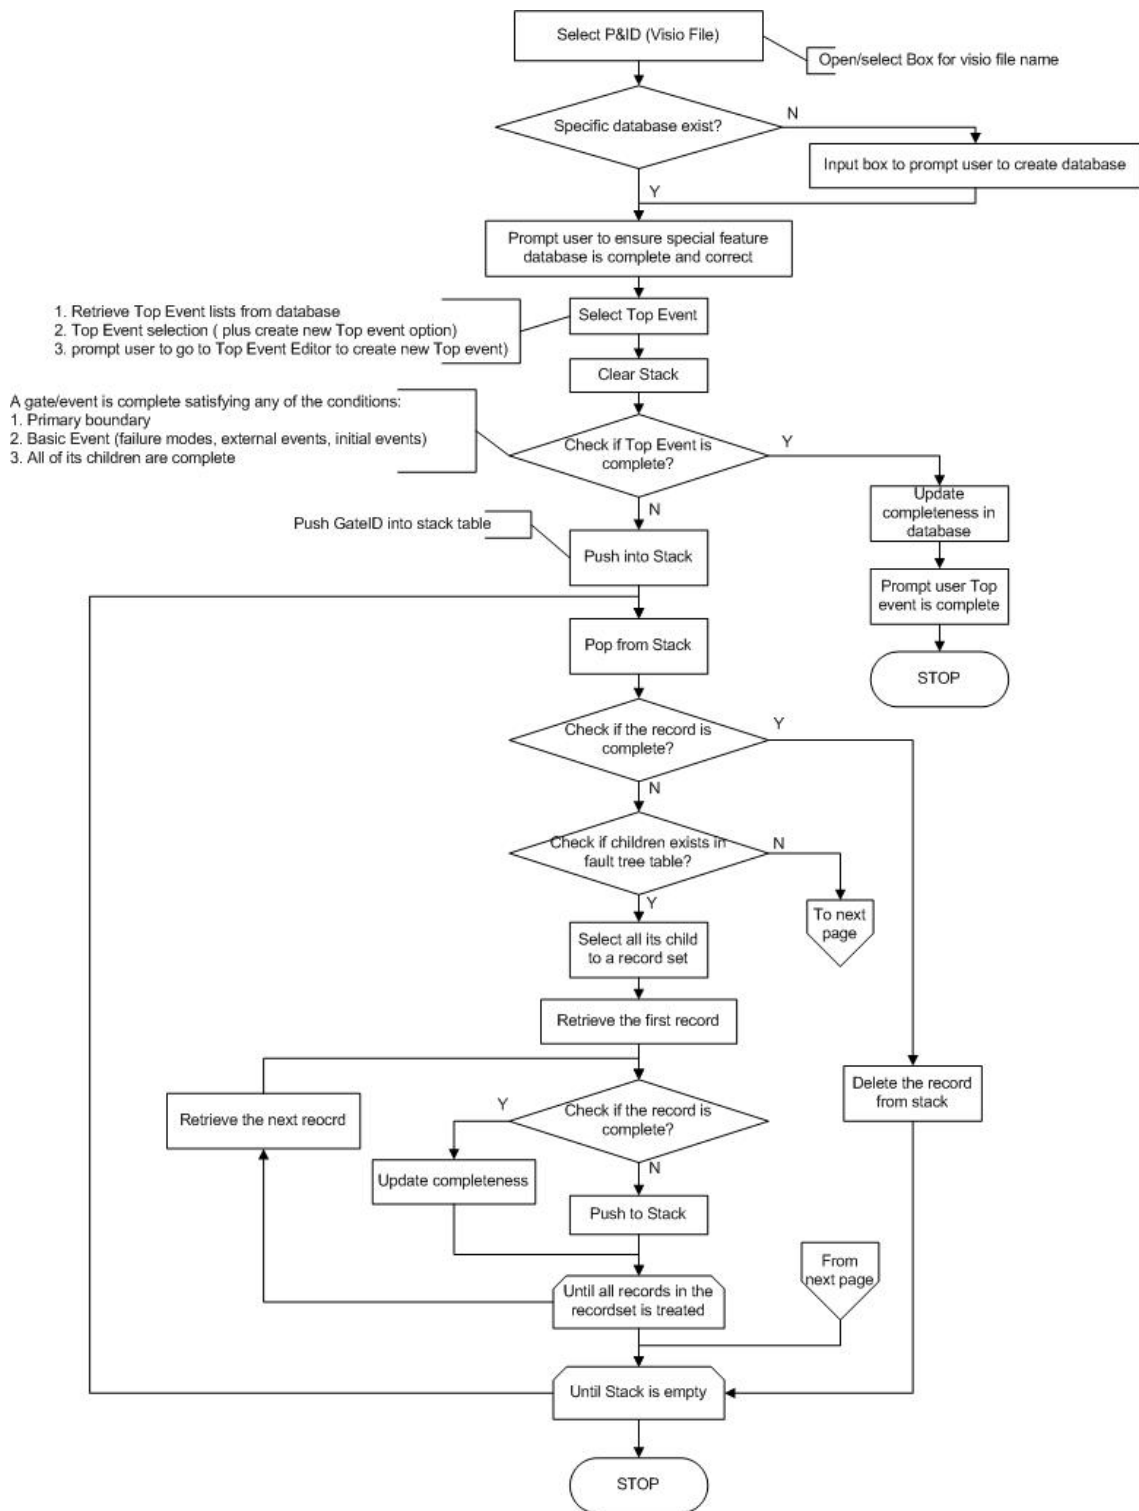 Select P&ID (Visio File)
Open/select Box for visio file name
Specific database exist?
N
Input box to prompt user to create database
Y
Prompt user to ensure special feature
database is complete and correct
1. Retrieve Top Event lists from database
2. Top Event selection ( plus create new Top event option)
3. prompt user to go to Top Event Editor to create new Top event)
Select Top Event
Clear Stack
A gate/event is complete satisfying any of the conditions:
1. Primary boundary
2. Basic Event (failure modes, external events, initial events)
3. All of its children are complete
Check if Top Event is
complete?
Y
N
Update
completeness in
database
Push GateID into stack table
Push into Stack
Prompt user Top
event is complete
Pop from Stack
STOP
Check if the record is
complete?
Y
N
Check if children exists in
fault tree table?
N
Y
To next
page
Select all its child
to a record set
Retrieve the first record
Retrieve the next reocrd
Y
Check if the record is
complete?
Delete the record
from stack
N
Update completeness
Push to Stack
From
next page
Until all records in the
recordset is treated
Until Stack is empty
STOP